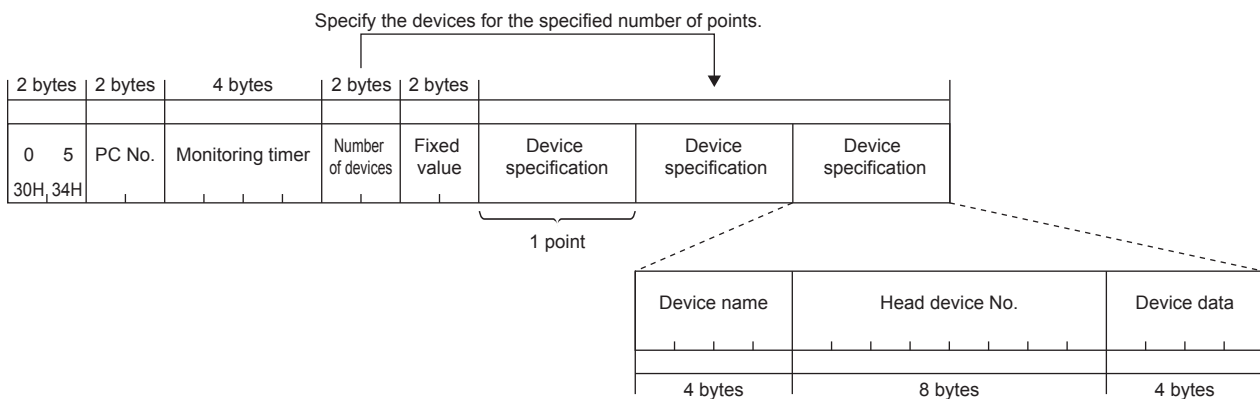 Specify the devices for the specified number of points.
2 bytes 2 bytes 4 bytes 2 bytes 2 bytes
0 5 PC No. Monitoring timer Number of devices Fixed value Device specification Device specification Device specification
30H 34H
1 point
Device name Head device No. Device data
4 bytes 8 bytes 4 bytes